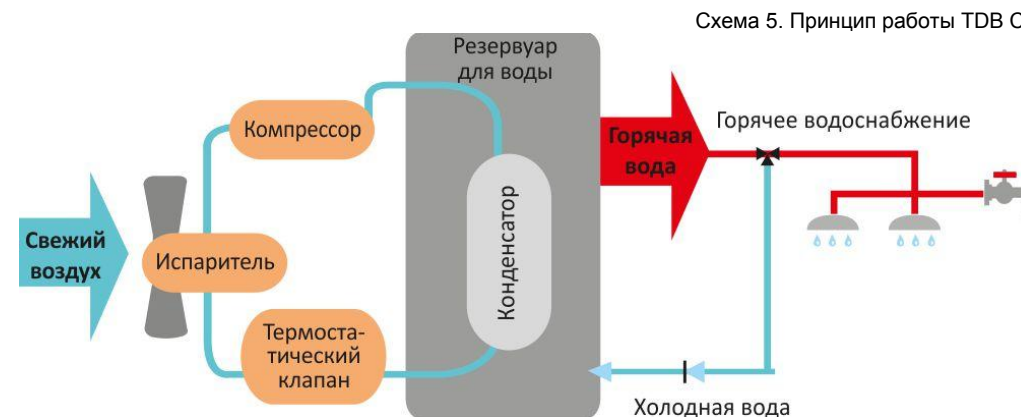 Схема 5. Принцип работы TDB C
Резервуар
для воды
Компрессор
Горячее водоснабжение
Горячая
вода
Свежий
воздух
Испаритель
Конденсатор
Термоста-
тический
клапан
Холодная вода